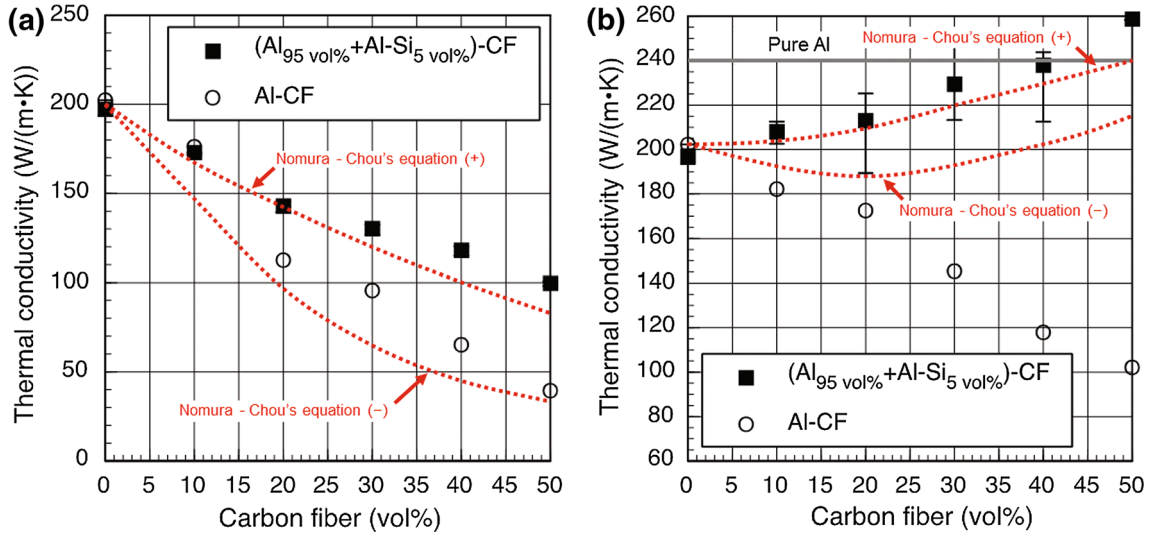 (a)
250
200
150
100
50
0
Thermal conductivity (W/(m•K))
(Al95 vol%+Al-Si5 vol%)-CF
Al-CF
Nomura - Chou's equation (+)
Nomura - Chou's equation (−)
0 5 10 15 20 25 30 35 40 45 50
Carbon fiber (vol%)
(b)
260
240
220
200
180
160
140
120
100
80
60
Thermal conductivity (W/(m•K))
Nomura - Chou's equation (+)
Pure Al
Nomura - Chou's equation (−)
(Al95 vol%+Al-Si5 vol%)-CF
Al-CF
0 5 10 15 20 25 30 35 40 45 50
Carbon fiber (vol%)